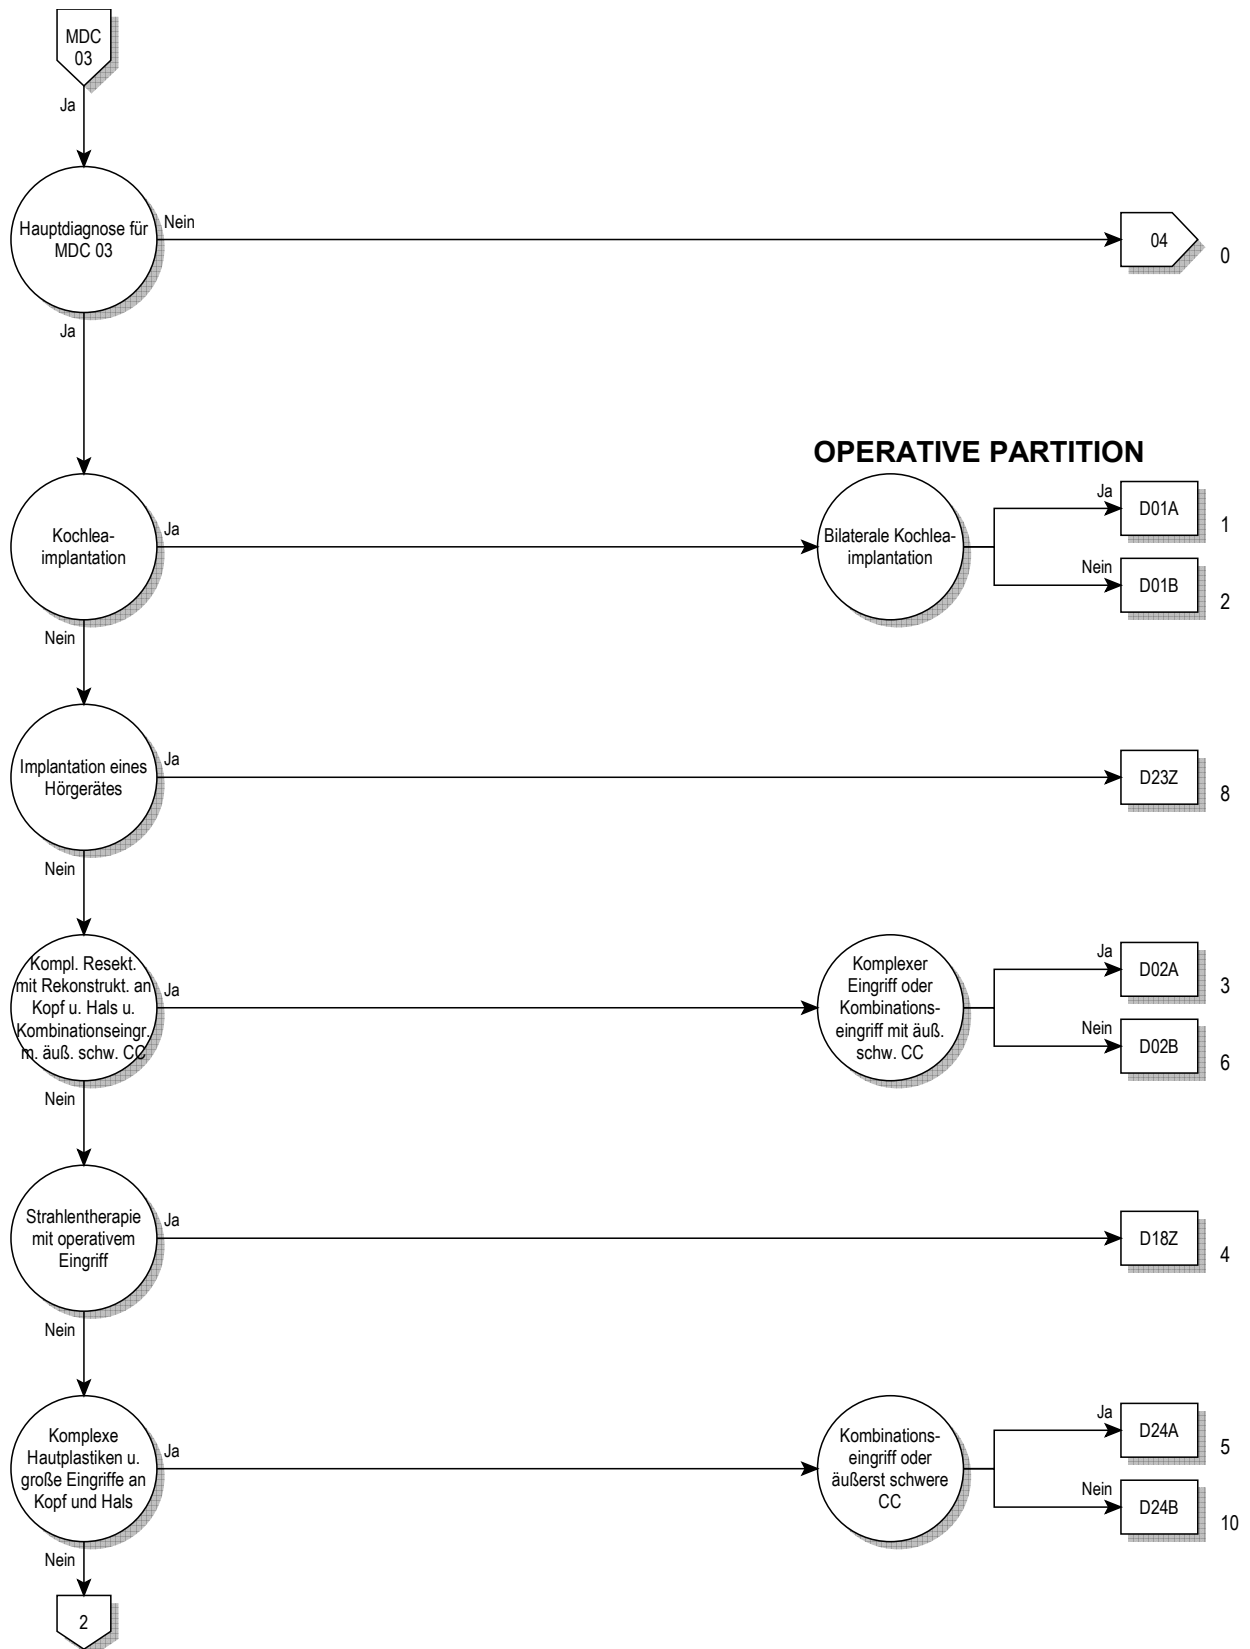 MDC
03
Ja
Hauptdiagnose für
MDC 03
Nein
04
0
Ja
OPERATIVE PARTITION
Kochlea-
implantation
Ja
Bilaterale Kochlea-
implantation
Ja
D01A
1
Nein
D01B
2
Nein
Implantation eines
Hörgerätes
Ja
D23Z
8
Nein
Kompl. Resekt.
mit Rekonstrukt. an
Kopf u. Hals u.
Kombinationseingr.
m. äuß. schw. CC
Ja
Komplexer
Eingriff oder
Kombinations-
eingriff mit äuß.
schw. CC
Ja
D02A
3
Nein
D02B
6
Nein
Strahlentherapie
mit operativem
Eingriff
Ja
D18Z
4
Nein
Komplexe
Hautplastiken u.
große Eingriffe an
Kopf und Hals
Ja
Kombinations-
eingriff oder
äußerst schwere
CC
Ja
D24A
5
Nein
D24B
10
Nein
2